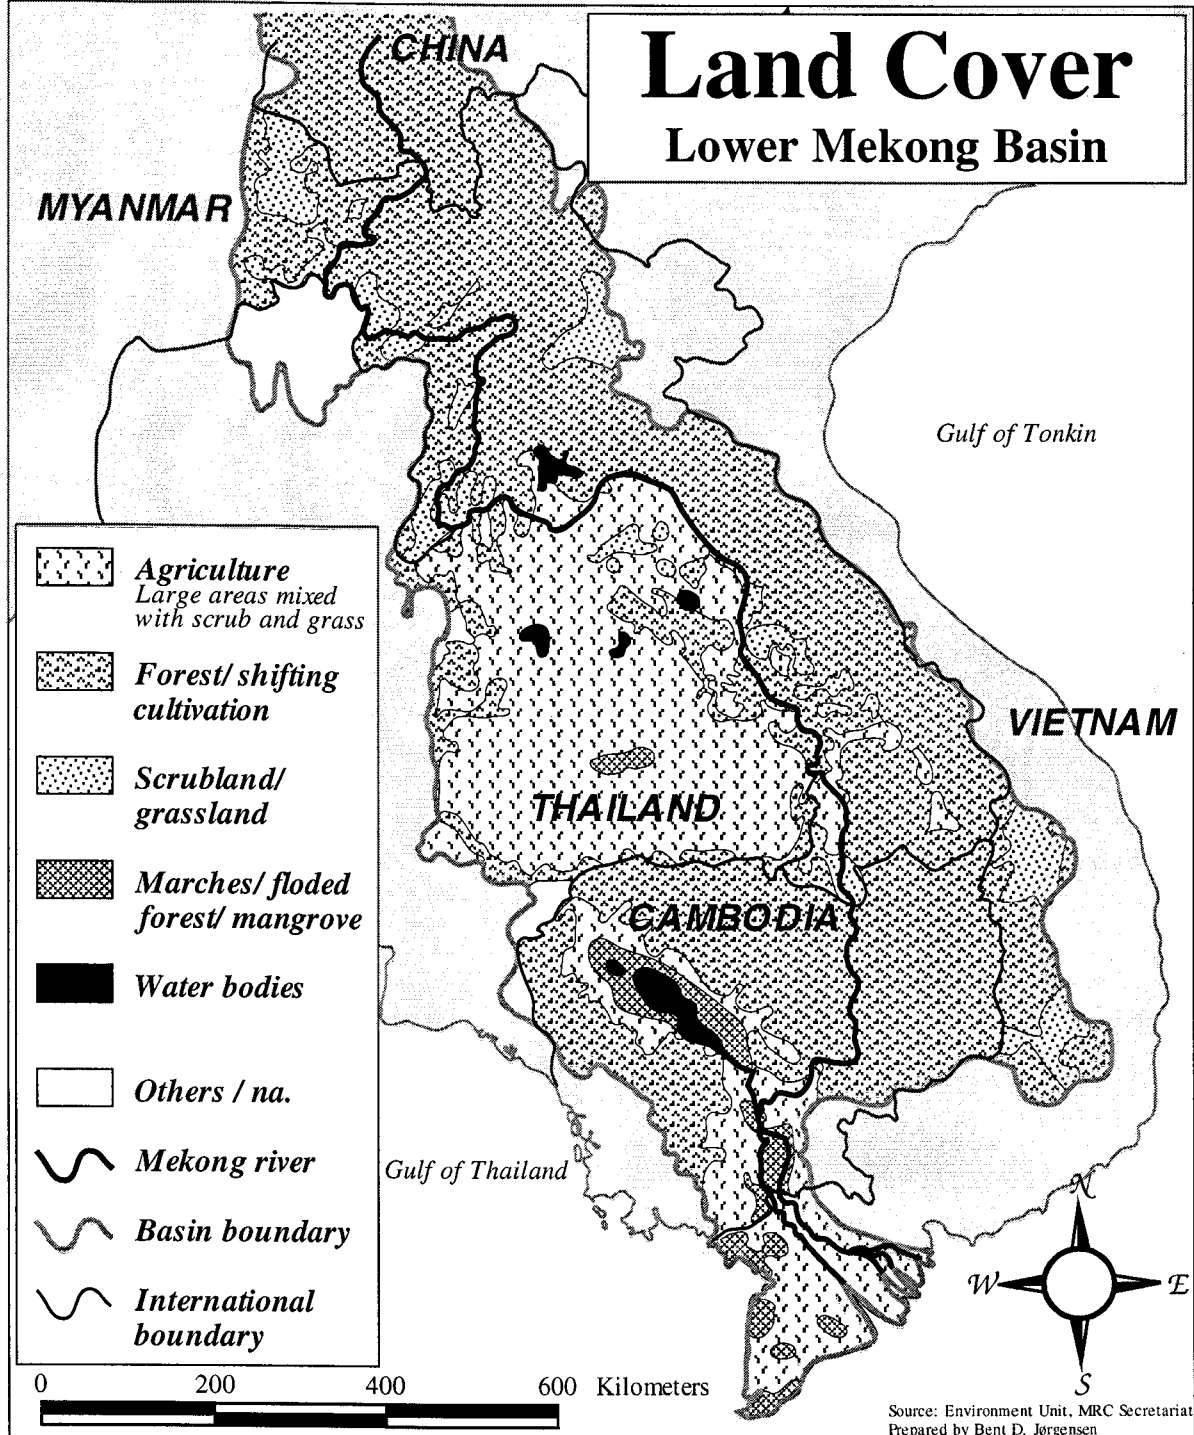 Land Cover
Lower Mekong Basin
CHINA
MYANMAR
Gulf of Tonkin
VIETNAM
THAILAND
CAMBODIA
Gulf of Thailand
Agriculture
Large areas mixed
with scrub and grass
Forest/ shifting
cultivation
Scrubland/
grassland
Marches/ floded
forest/ mangrove
Water bodies
Others / na.
Mekong river
Basin boundary
International
boundary
N
W
E
S
0 200 400 600 Kilometers
Source: Environment Unit, MRC Secretariat
Prepared by Bent D. Jørgensen